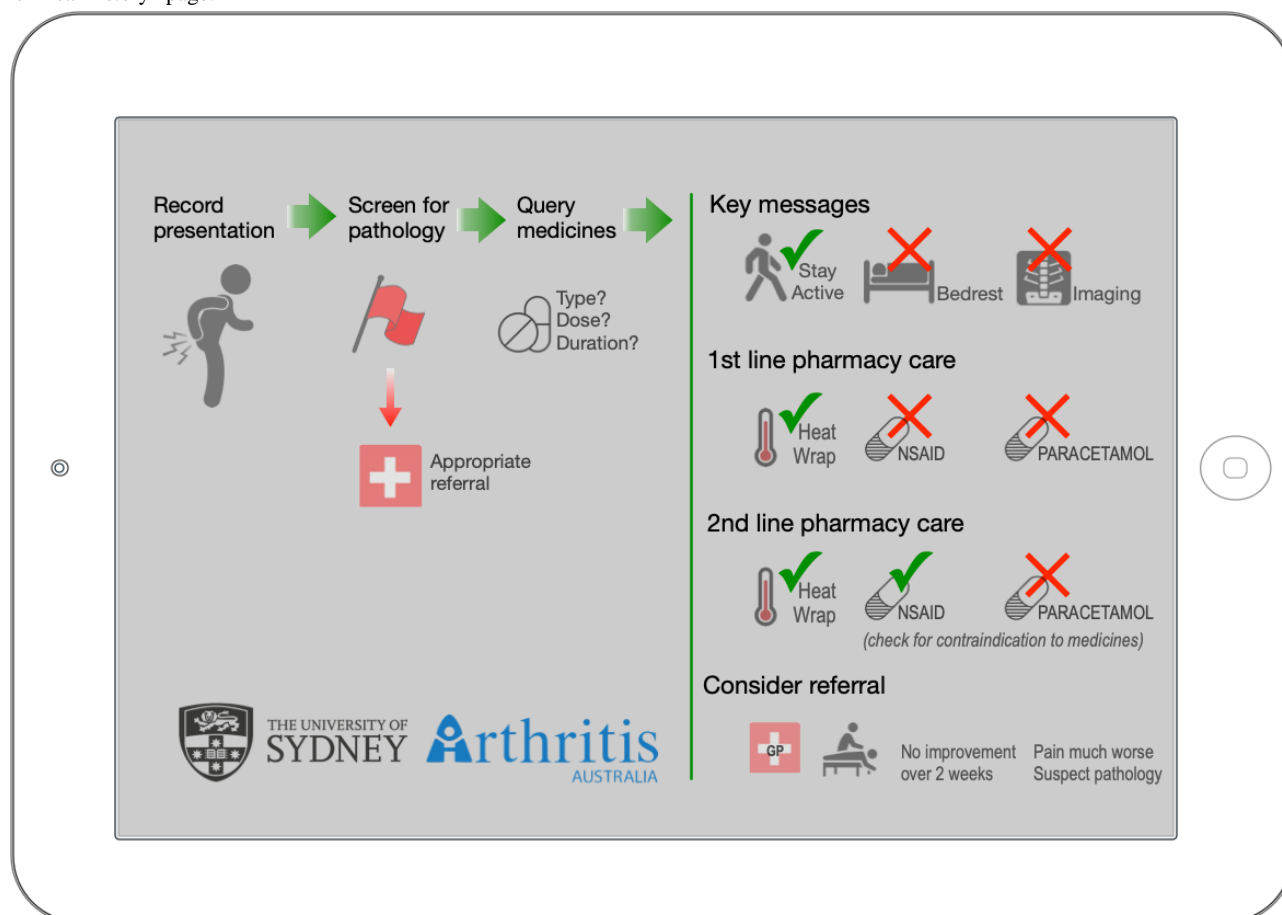 Record
presentation
Screen for
pathology
Query
medicines
Type?
Dose?
Duration?
Appropriate
referral
THE UNIVERSITY OF
SYDNEY
Arthritis
AUSTRALIA
Key messages
Stay
Active
Bedrest
Imaging
1st line pharmacy care
Heat
Wrap
NSAID
PARACETAMOL
2nd line pharmacy care
Heat
Wrap
NSAID
PARACETAMOL
(check for contraindication to medicines)
Consider referral
GP
No improvement
over 2 weeks
Pain much worse
Suspect pathology